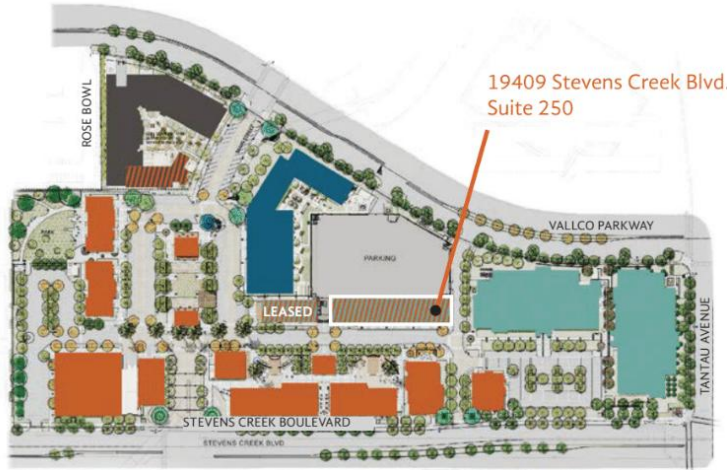 19409 Stevens Creek Blvd.
Suite 250
ROSE BOWL
VALLCO PARKWAY
PARK
PARKING
LEASED
TANTAU AVENUE
STEVENS CREEK BOULEVARD
STEVENS CREEK BLVD